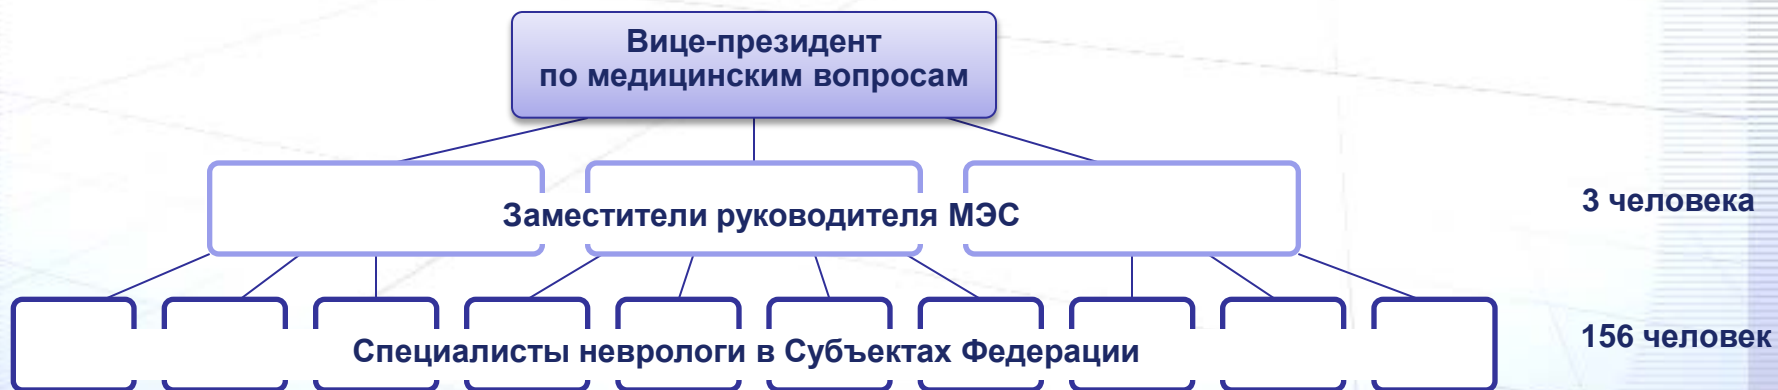 Вице-президент
по медицинским вопросам
Заместители руководителя МЭС
3 человека
Специалисты неврологи в Субъектах Федерации
156 человек